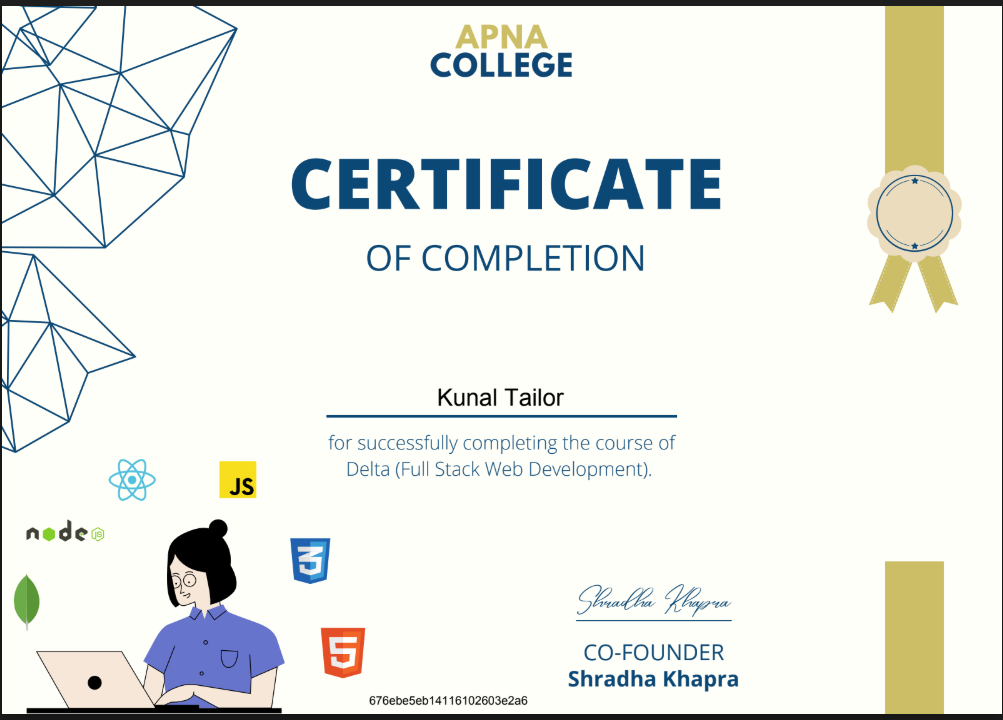 APNA
COLLEGE
CERTIFICATE
OF COMPLETION
Kunal Tailor
for successfully completing the course of
Delta (Full Stack Web Development).
JS
node JS
3
5
Shradha Khapra
CO-FOUNDER
Shradha Khapra
676ebe5eb14116102603e2a6